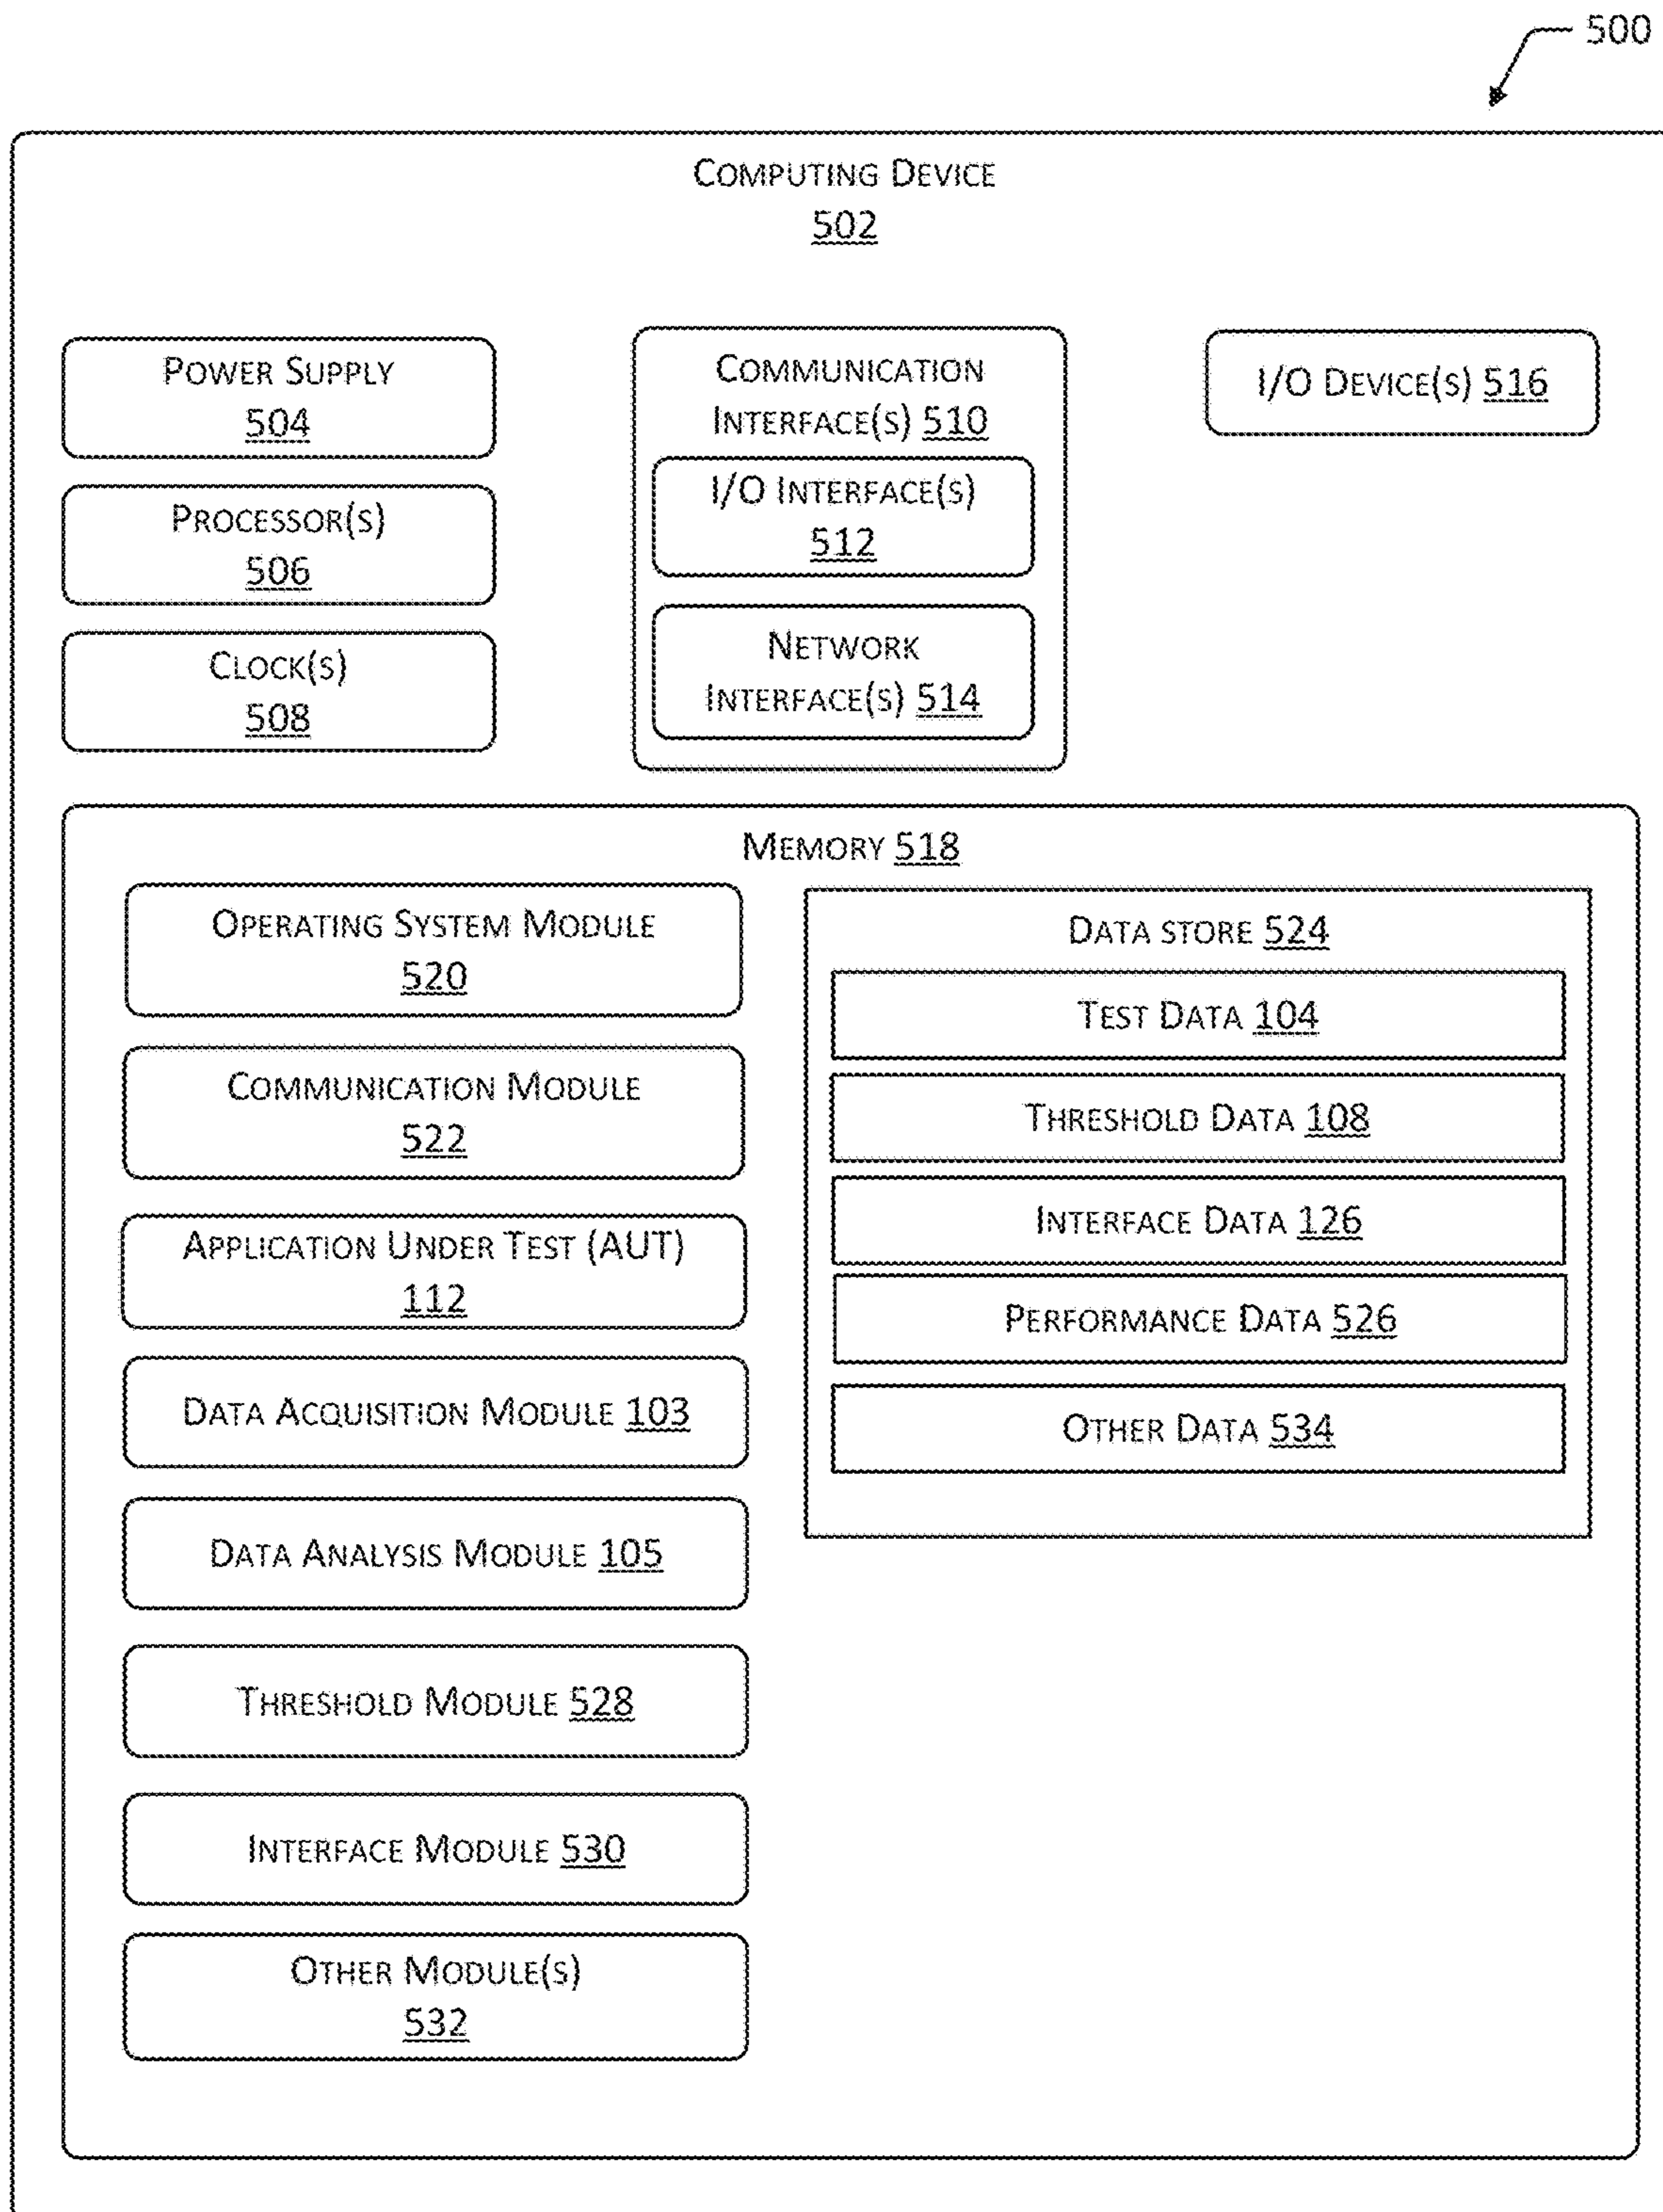 500
COMPUTING DEVICE
502
POWER SUPPLY
504
PROCESSOR(S)
506
CLOCK(S)
508
COMMUNICATION
INTERFACE(S) 510
I/O INTERFACE(S)
512
NETWORK
INTERFACE(S) 514
I/O DEVICE(S) 516
MEMORY 518
OPERATING SYSTEM MODULE
520
COMMUNICATION MODULE
522
APPLICATION UNDER TEST (AUT)
112
DATA ACQUISITION MODULE 103
DATA ANALYSIS MODULE 105
THRESHOLD MODULE 528
INTERFACE MODULE 530
OTHER MODULE(S)
532
DATA STORE 524
TEST DATA 104
THRESHOLD DATA 108
INTERFACE DATA 126
PERFORMANCE DATA 526
OTHER DATA 534